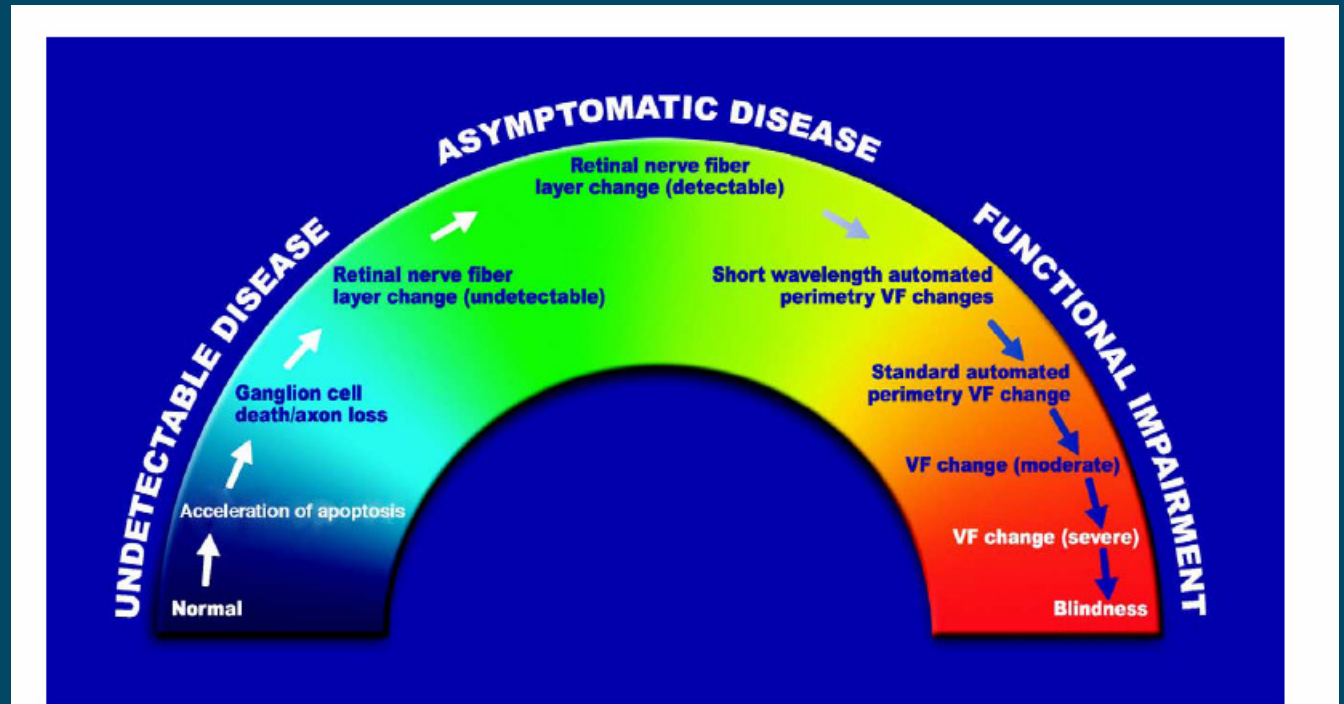 ASYMPTOMATIC DISEASE
UNDETECTABLE DISEASE
FUNCTIONAL IMPAIRMENT
Normal
Acceleration of apoptosis
Ganglion cell
death/axon loss
Retinal nerve fiber
layer change (undetectable)
Retinal nerve fiber
layer change (detectable)
Short wavelength automated
perimetry VF changes
Standard automated
perimetry VF change
VF change (moderate)
VF change (severe)
Blindness